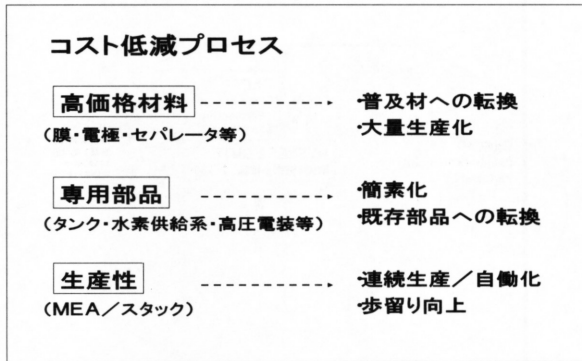 コスト低減プロセス
高価格材料 ・普及材への転換
(膜・電極・セパレータ等) ・大量生産化
専用部品 ・簡素化
(タンク・水素供給系・高圧電装等) ・既存部品への転換
生産性 ・連続生産/自働化
(MEA/スタック) ・歩留り向上